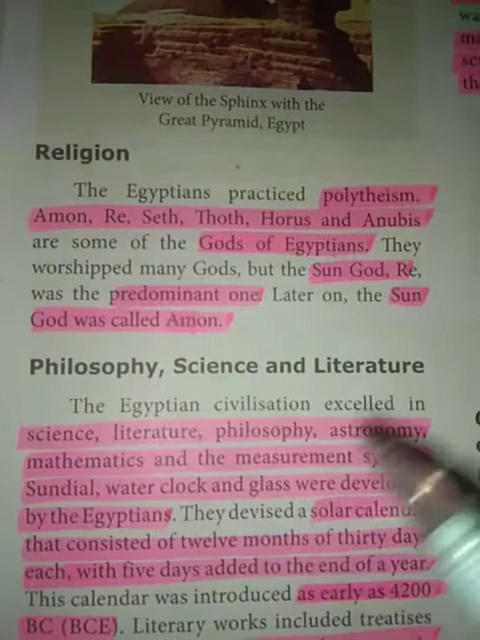 View of the Sphinx with the
Great Pyramid, Egypt
Religion
The Egyptians practiced polytheism.
Amon, Re, Seth, Thoth, Horus and Anubis
are some of the Gods of Egyptians. They
worshipped many Gods, but the Sun God, Re,
was the predominant one. Later on, the Sun
God was called Amon.
Philosophy, Science and Literature
The Egyptian civilisation excelled in
science, literature, philosophy, astronomy,
mathematics and the measurement
Sundial, water clock and glass were
by the Egyptians. They devised a solar
that consisted of twelve months of thirty
each, with five days added to the end of a year.
This calendar was introduced as early as 4200
BC (BCE). Literary works included treatises